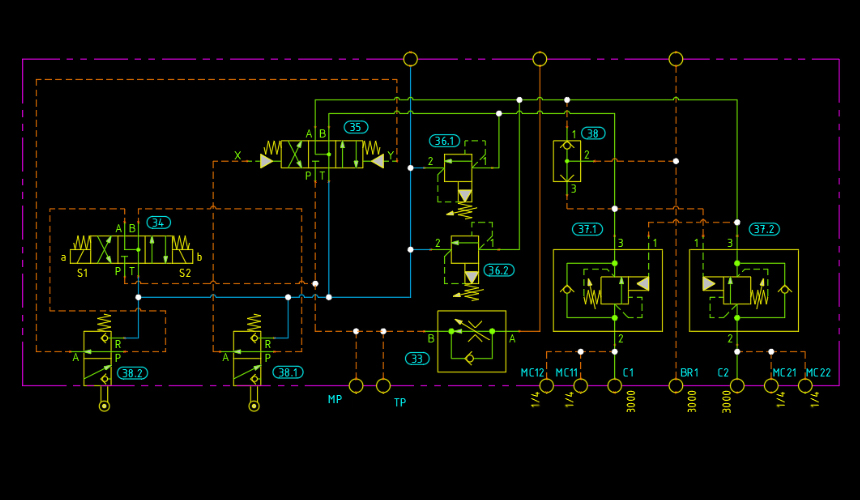 A B 35
36.1 2 1
38 1 2 3
X Y
P T
34
A B
a b
S1 S2
P T
2 1
36.2
37.1 3 1
1 3 37.2
R
A P
38.2
R
A P
38.1
B A
33
2
2
MP TP
MC12 MC11 C1 BR1 C2 MC21 MC22
1/4 1/4 3000 3000 3000 1/4 1/4